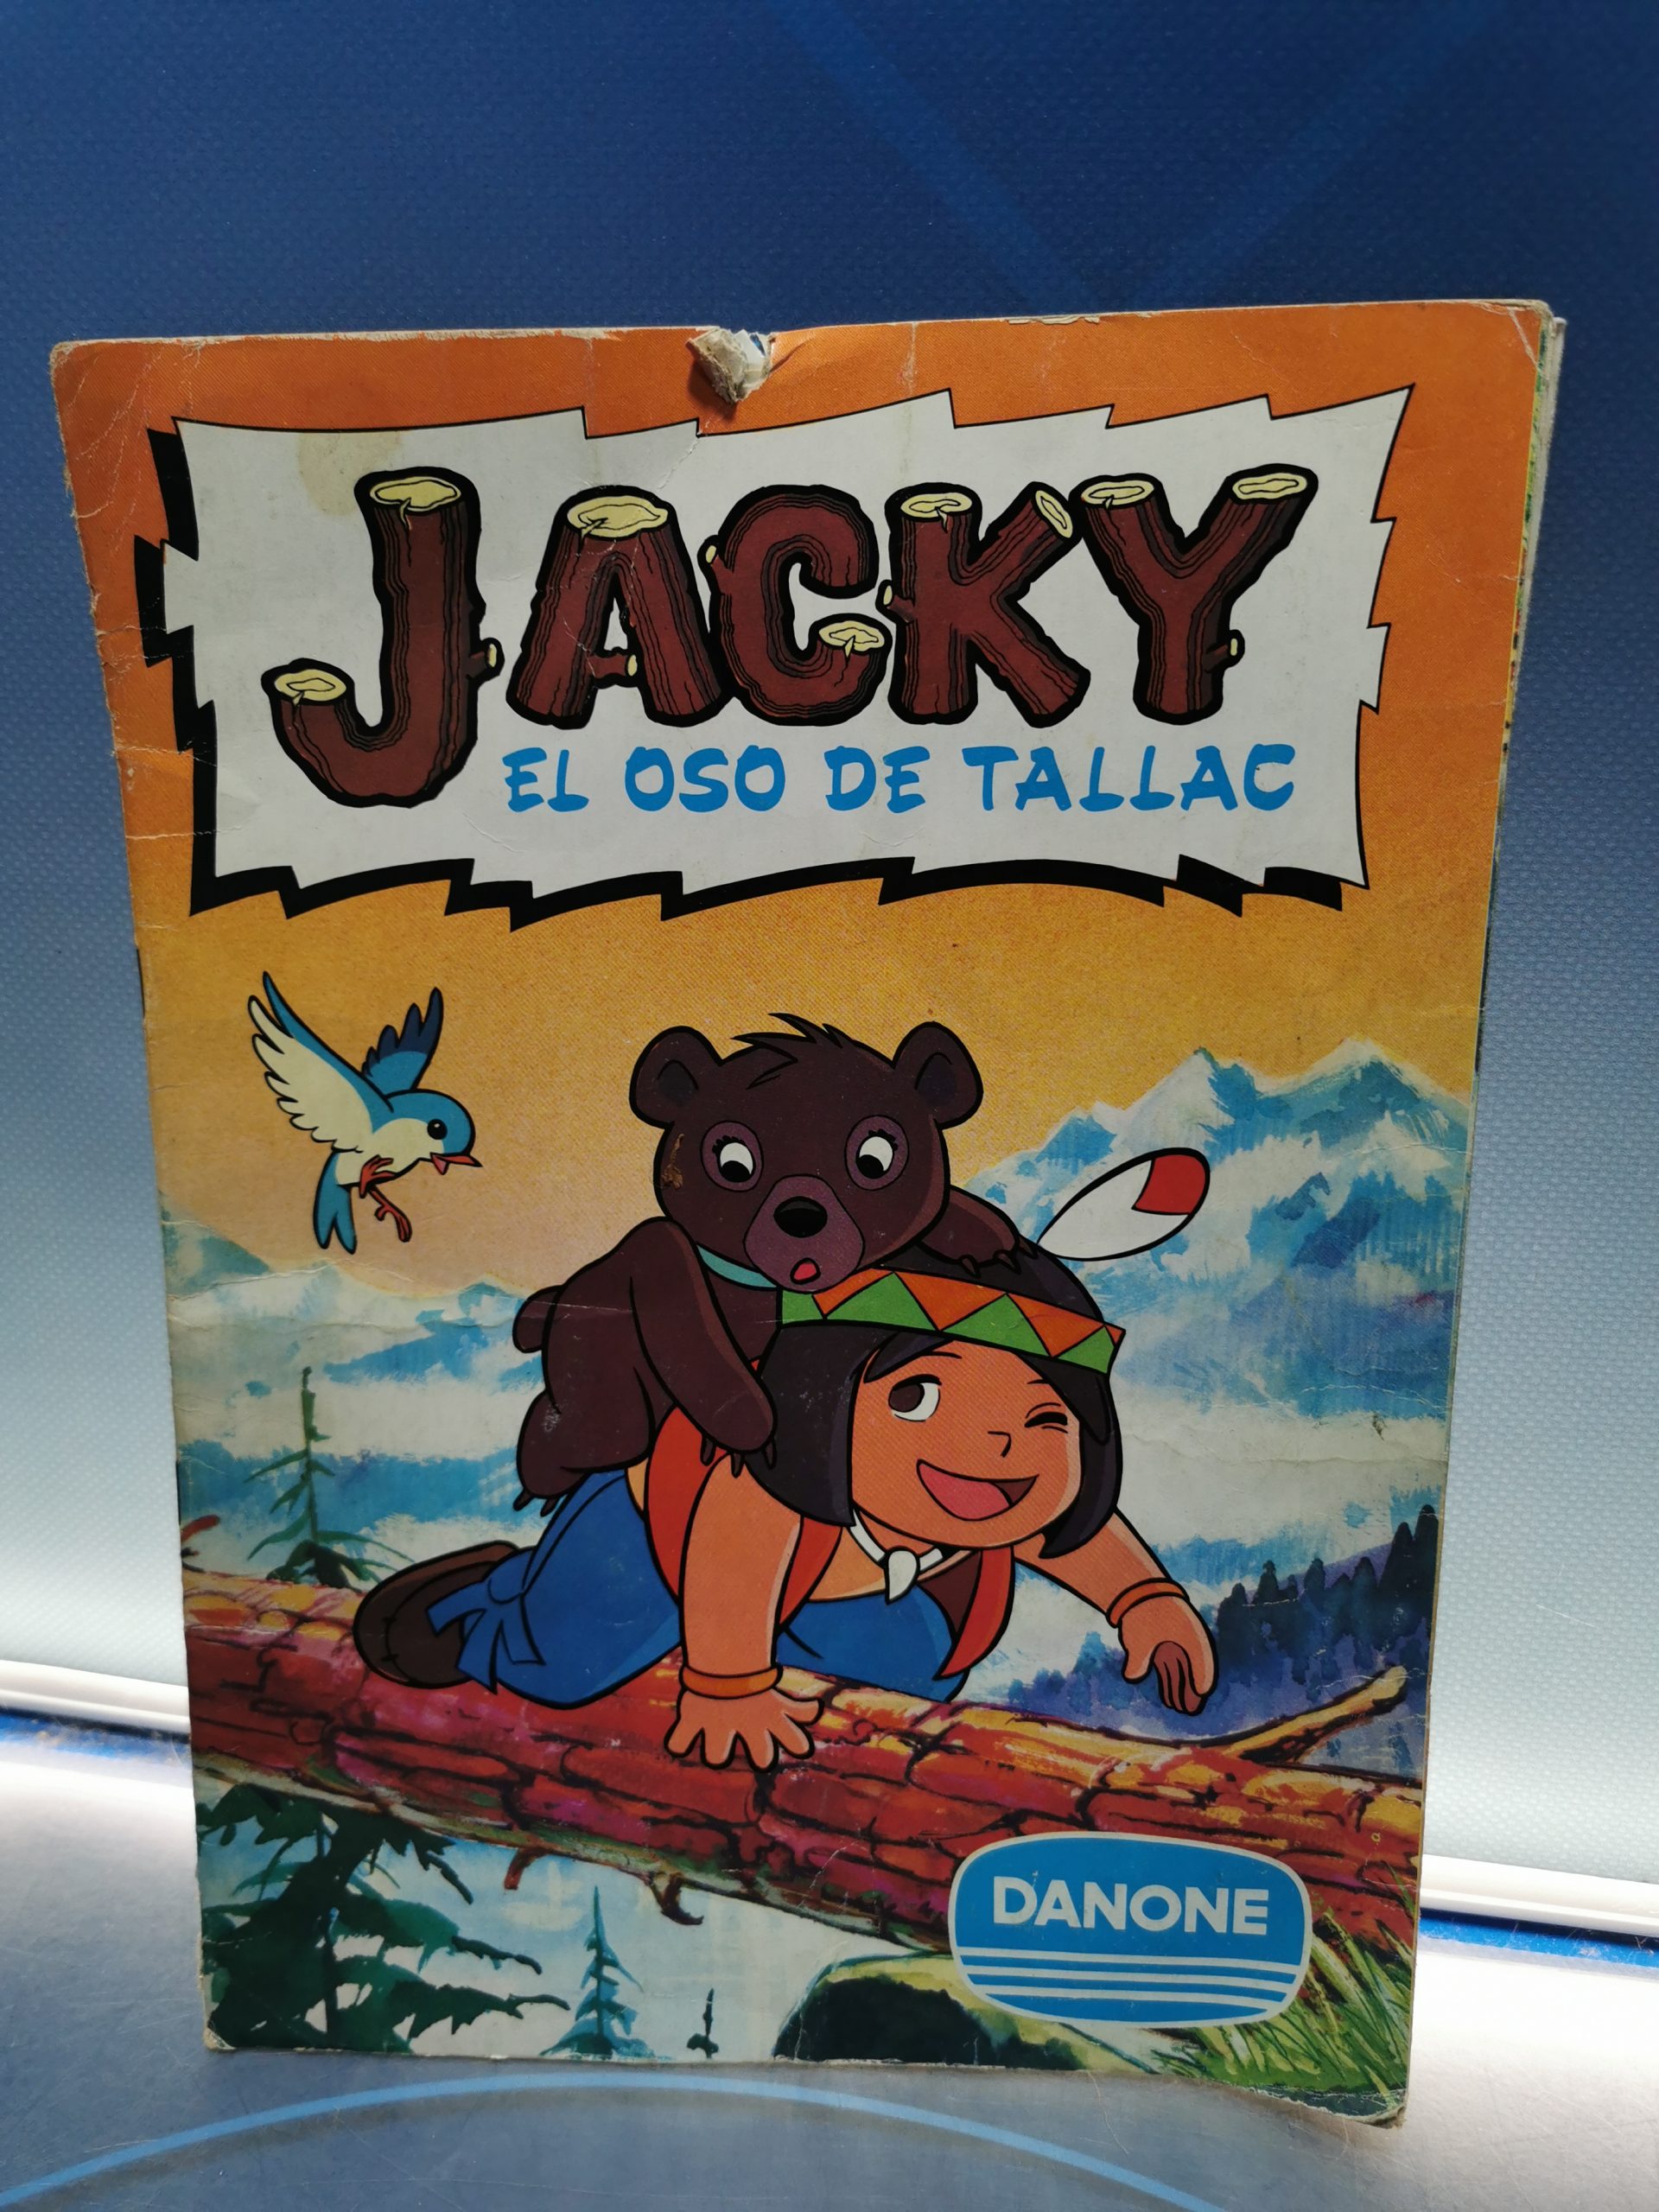 JACKY
EL OSO DE TALLAC
DANONE